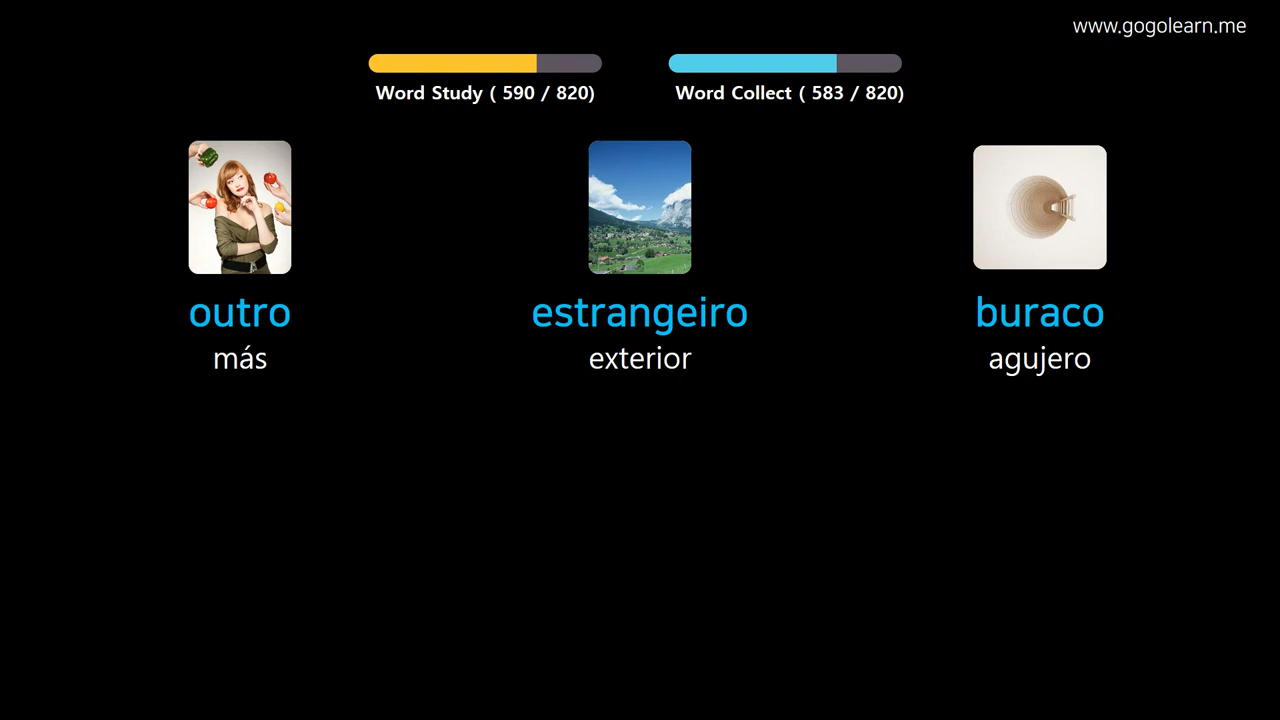 www.gogolearn.me
Word Study ( 590 / 820)
Word Collect ( 583 / 820)
outro
estrangeiro
buraco
más
exterior
agujero